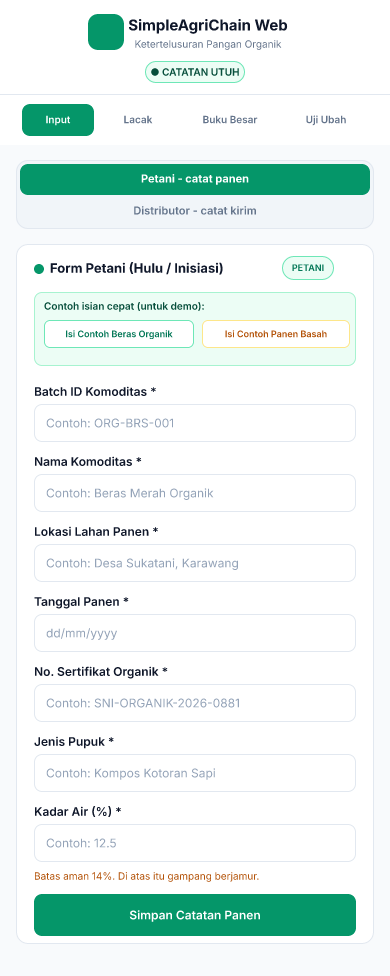 SimpleAgriChain Web
Ketertelusuran Pangan Organik
CATATAN UTUH
Input
Lacak
Buku Besar
Uji Ubah
Petani - catat panen
Distributor - catat kirim
Form Petani (Hulu / Inisiasi)
PETANI
Contoh isian cepat (untuk demo):
Isi Contoh Beras Organik
Isi Contoh Panen Basah
Batch ID Komoditas *
Contoh: ORG-BRS-001
Nama Komoditas *
Contoh: Beras Merah Organik
Lokasi Lahan Panen *
Contoh: Desa Sukatani, Karawang
Tanggal Panen *
dd/mm/yyyy
No. Sertifikat Organik *
Contoh: SNI-ORGANIK-2026-0881
Jenis Pupuk *
Contoh: Kompos Kotoran Sapi
Kadar Air (%) *
Contoh: 12.5
Batas aman 14%. Di atas itu gampang berjamur.
Simpan Catatan Panen